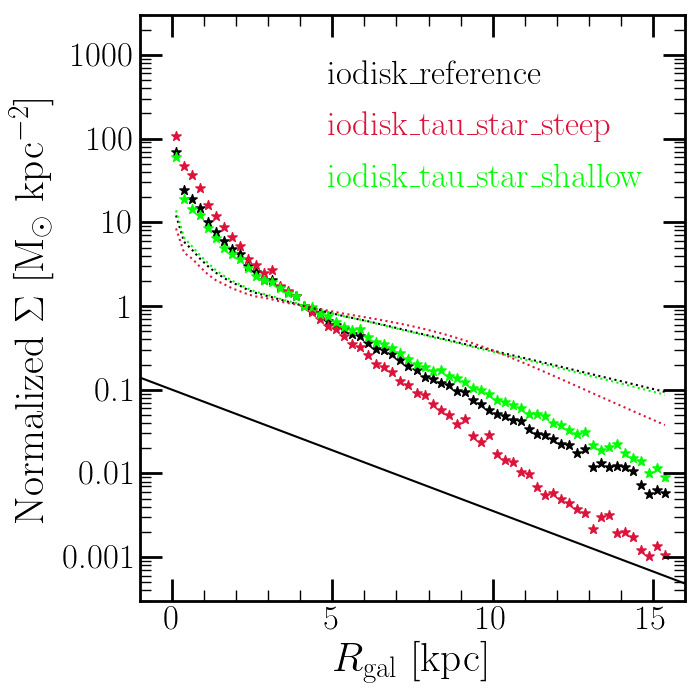 1000
100
10
1
0.1
0.01
0.001
Normalized Σ [M⊙ kpc−2]
iodisk_reference
iodisk_tau_star_steep
iodisk_tau_star_shallow
0 5 10 15
Rgal [kpc]